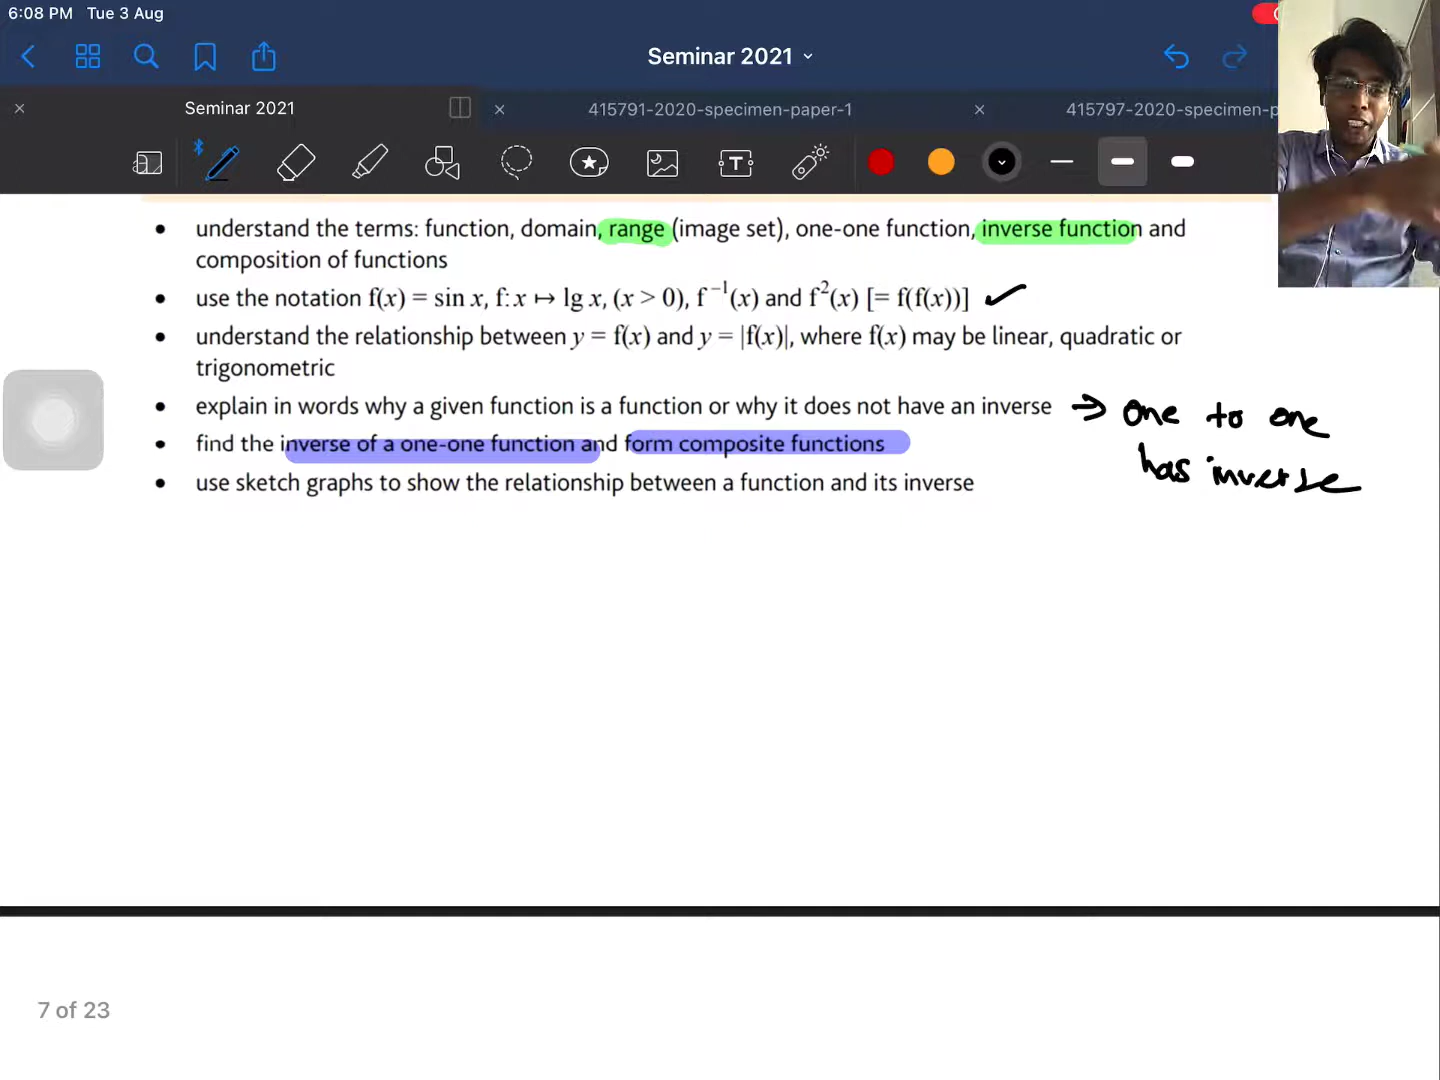 6:08 PM Tue 3 Aug
Seminar 2021
Seminar 2021
415791-2020-specimen-paper-1
415797-2020-specimen-p
• understand the terms: function, domain, range (image set), one-one function, inverse function and
composition of functions
• use the notation f(x) = sin x, f: x ↦ lg x, (x > 0), f⁻¹(x) and f²(x) [= f(f(x))] ✓
• understand the relationship between y = f(x) and y = |f(x)|, where f(x) may be linear, quadratic or
trigonometric
• explain in words why a given function is a function or why it does not have an inverse → one to one
has inverse
• find the inverse of a one-one function and form composite functions
• use sketch graphs to show the relationship between a function and its inverse
7 of 23